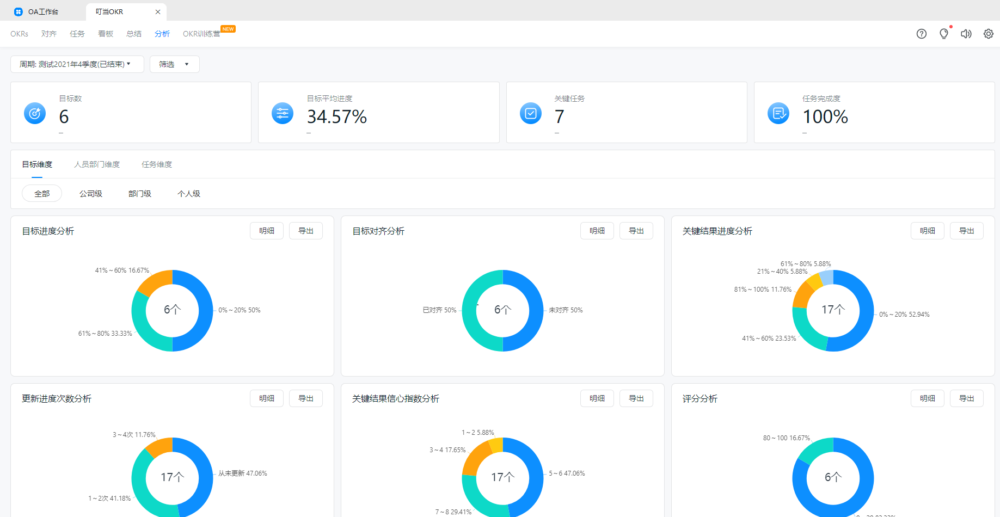 OA工作台
叮当OKR
OKRs 对齐 任务 看板 总结 分析 OKR训练营 NEW
周期: 测试2021年4季度(已结束)
筛选
目标数
6
–
目标平均进度
34.57%
–
关键任务
7
–
任务完成度
100%
–
目标维度 人员部门维度 任务维度
全部 公司级 部门级 个人级
目标进度分析 明细 导出
41%~60% 16.67%
6个
0%~20% 50%
61%~80% 33.33%
目标对齐分析 明细 导出
已对齐 50%
6个
未对齐 50%
关键结果进度分析 明细 导出
61%~80% 5.88%
21%~40% 5.88%
81%~100% 11.76%
17个
0%~20% 52.94%
41%~60% 23.53%
更新进度次数分析 明细 导出
3~4次 11.76%
从未更新 47.06%
17个
1~2次 41.18%
关键结果信心指数分析 明细 导出
1~2 5.88%
3~4 17.65%
5~6 47.06%
17个
7~8 29.41%
评分分析 明细 导出
80~100 16.67%
6个